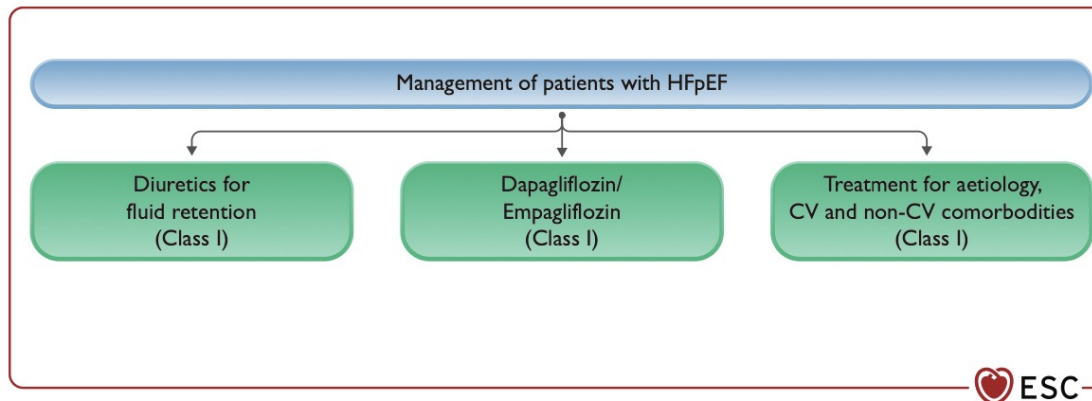 Management of patients with HFpEF
Diuretics for
fluid retention
(Class I)
Dapagliflozin/
Empagliflozin
(Class I)
Treatment for aetiology,
CV and non-CV comorbodities
(Class I)
ESC